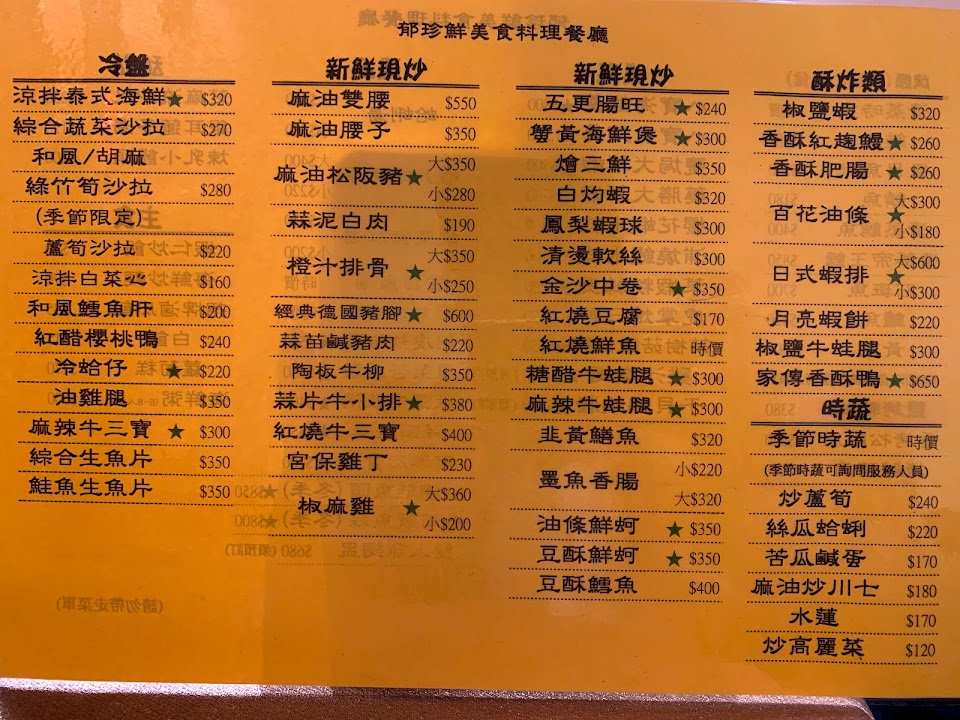 郁珍鮮美食料理餐廳
冷盤
涼拌泰式海鮮★ $320
綜合蔬菜沙拉 $270
和風/胡麻
綠竹筍沙拉 $280
(季節限定)
蘆筍沙拉 $220
涼拌白菜心 $160
和風鱈魚肝 $200
紅醋櫻桃鴨 $240
冷蛤仔 ★ $220
油雞腿 $350
麻辣牛三寶 ★ $300
綜合生魚片 $350
鮭魚生魚片 $350
新鮮現炒
麻油雙腰 $550
麻油腰子 $350
麻油松阪豬★ 大$350 小$280
蒜泥白肉 $190
橙汁排骨 ★ 大$350 小$250
經典德國豬腳★ $600
蒜苗鹹豬肉 $220
陶板牛柳 $350
蒜片牛小排★ $380
紅燒牛三寶 $400
宮保雞丁 $230
椒麻雞 ★ 大$360 小$200
新鮮現炒
五更腸旺 ★ $240
蟹黃海鮮煲 ★ $300
燴三鮮 $350
白灼蝦 $320
鳳梨蝦球 $300
清燙軟絲 $300
金沙中卷 ★ $350
紅燒豆腐 $170
紅燒鮮魚 時價
糖醋牛蛙腿 ★ $300
麻辣牛蛙腿 ★ $300
韭黃鱔魚 $320
墨魚香腸 小$220 大$320
油條鮮蚵 ★ $350
豆酥鮮蚵 ★ $350
豆酥鱈魚 $400
酥炸類
椒鹽蝦 $320
香酥紅麴鰻★ $260
香酥肥腸 ★ $260
百花油條 ★ 大$300 小$180
日式蝦排 ★ 大$600 小$300
月亮蝦餅 $220
椒鹽牛蛙腿 $300
家傳香酥鴨★ $650
時蔬
季節時蔬 時價
(季節時蔬可詢問服務人員)
炒蘆筍 $240
絲瓜蛤蜊 $220
苦瓜鹹蛋 $170
麻油炒川七 $180
水蓮 $170
炒高麗菜 $120
(請勿帶走菜單)